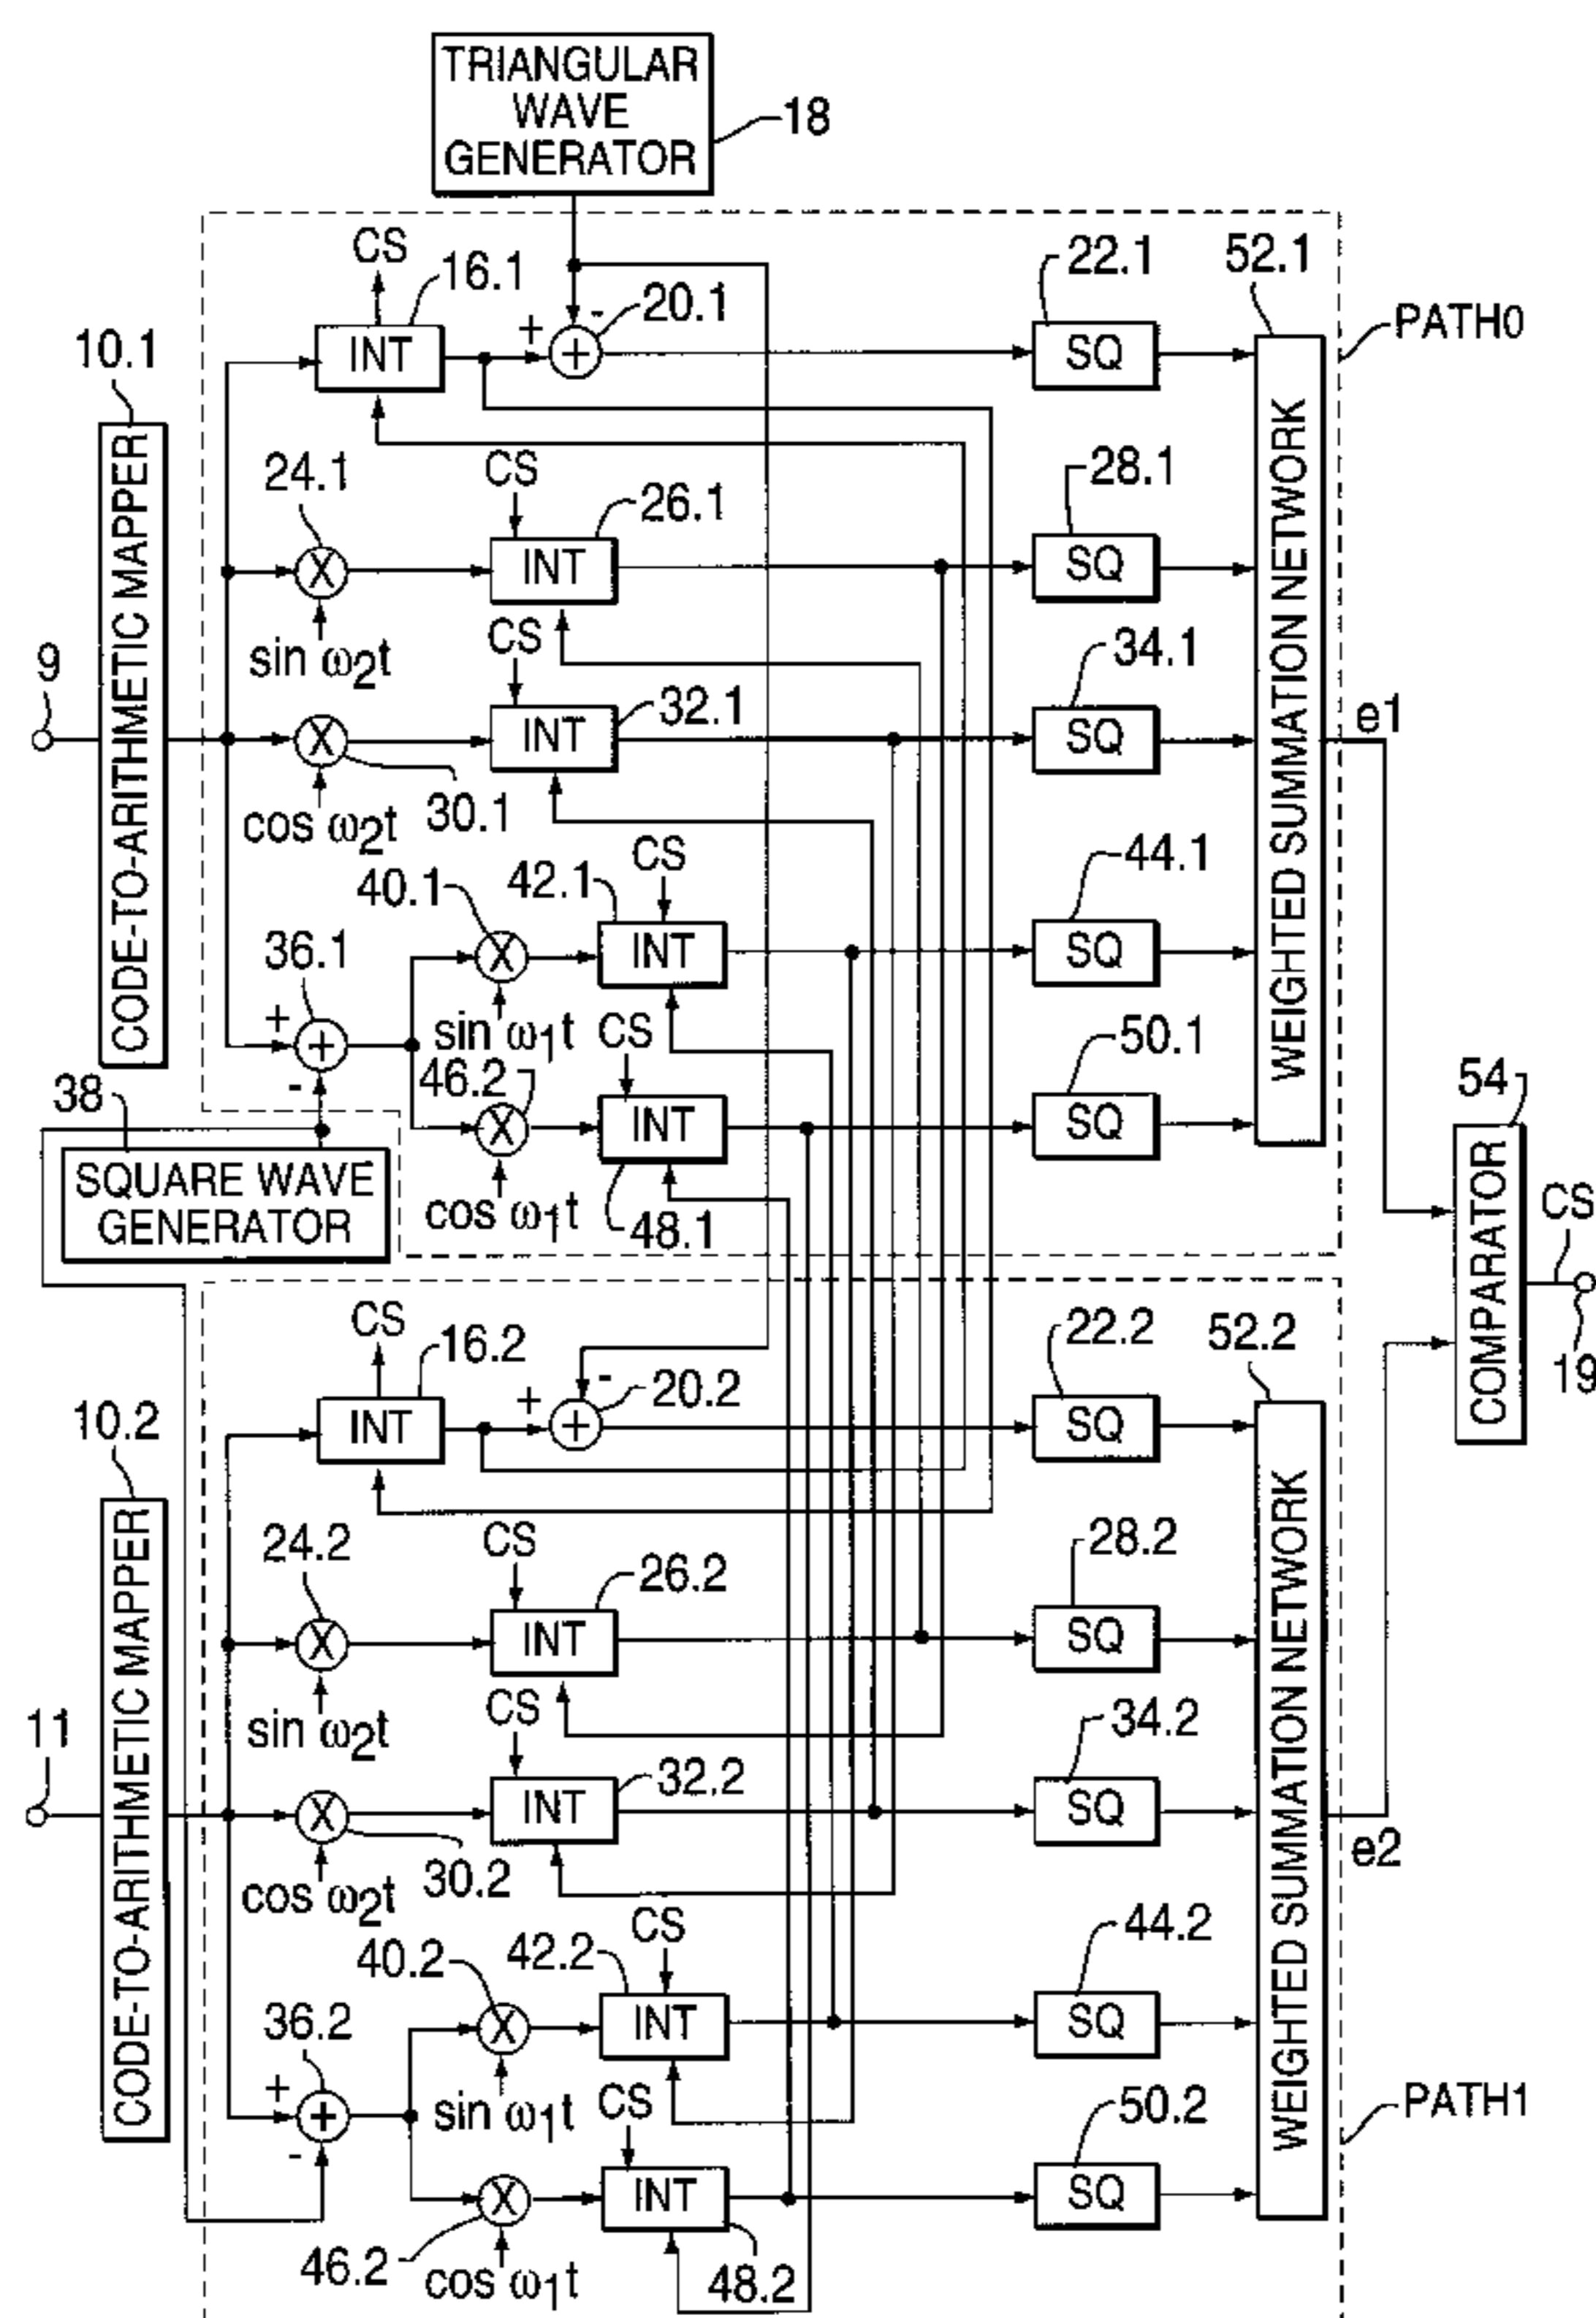 TRIANGULAR
WAVE
GENERATOR
18
CS
16.1
-
20.1
22.1
52.1
PATH0
10.1
INT
+
+
SQ
CODE-TO-ARITHMETIC MAPPER
24.1
CS
26.1
28.1
X
INT
SQ
WEIGHTED SUMMATION NETWORK
9
sin ω2t
CS
32.1
34.1
X
INT
SQ
e1
cos ω2t
30.1
CS
40.1
42.1
44.1
36.1
X
INT
SQ
+
+
-
sin ω1t
CS
50.1
38
46.2
X
INT
SQ
54
SQUARE WAVE
GENERATOR
cos ω1t
48.1
COMPARATOR
CS
19
CS
16.2
-
20.2
22.2
52.2
10.2
INT
+
+
SQ
CODE-TO-ARITHMETIC MAPPER
24.2
CS
26.2
28.2
X
INT
SQ
WEIGHTED SUMMATION NETWORK
11
sin ω2t
CS
32.2
34.2
X
INT
SQ
e2
cos ω2t
30.2
CS
40.2
42.2
44.2
36.2
X
INT
SQ
+
+
-
sin ω1t
CS
50.2
PATH1
X
INT
SQ
46.2
cos ω1t
48.2